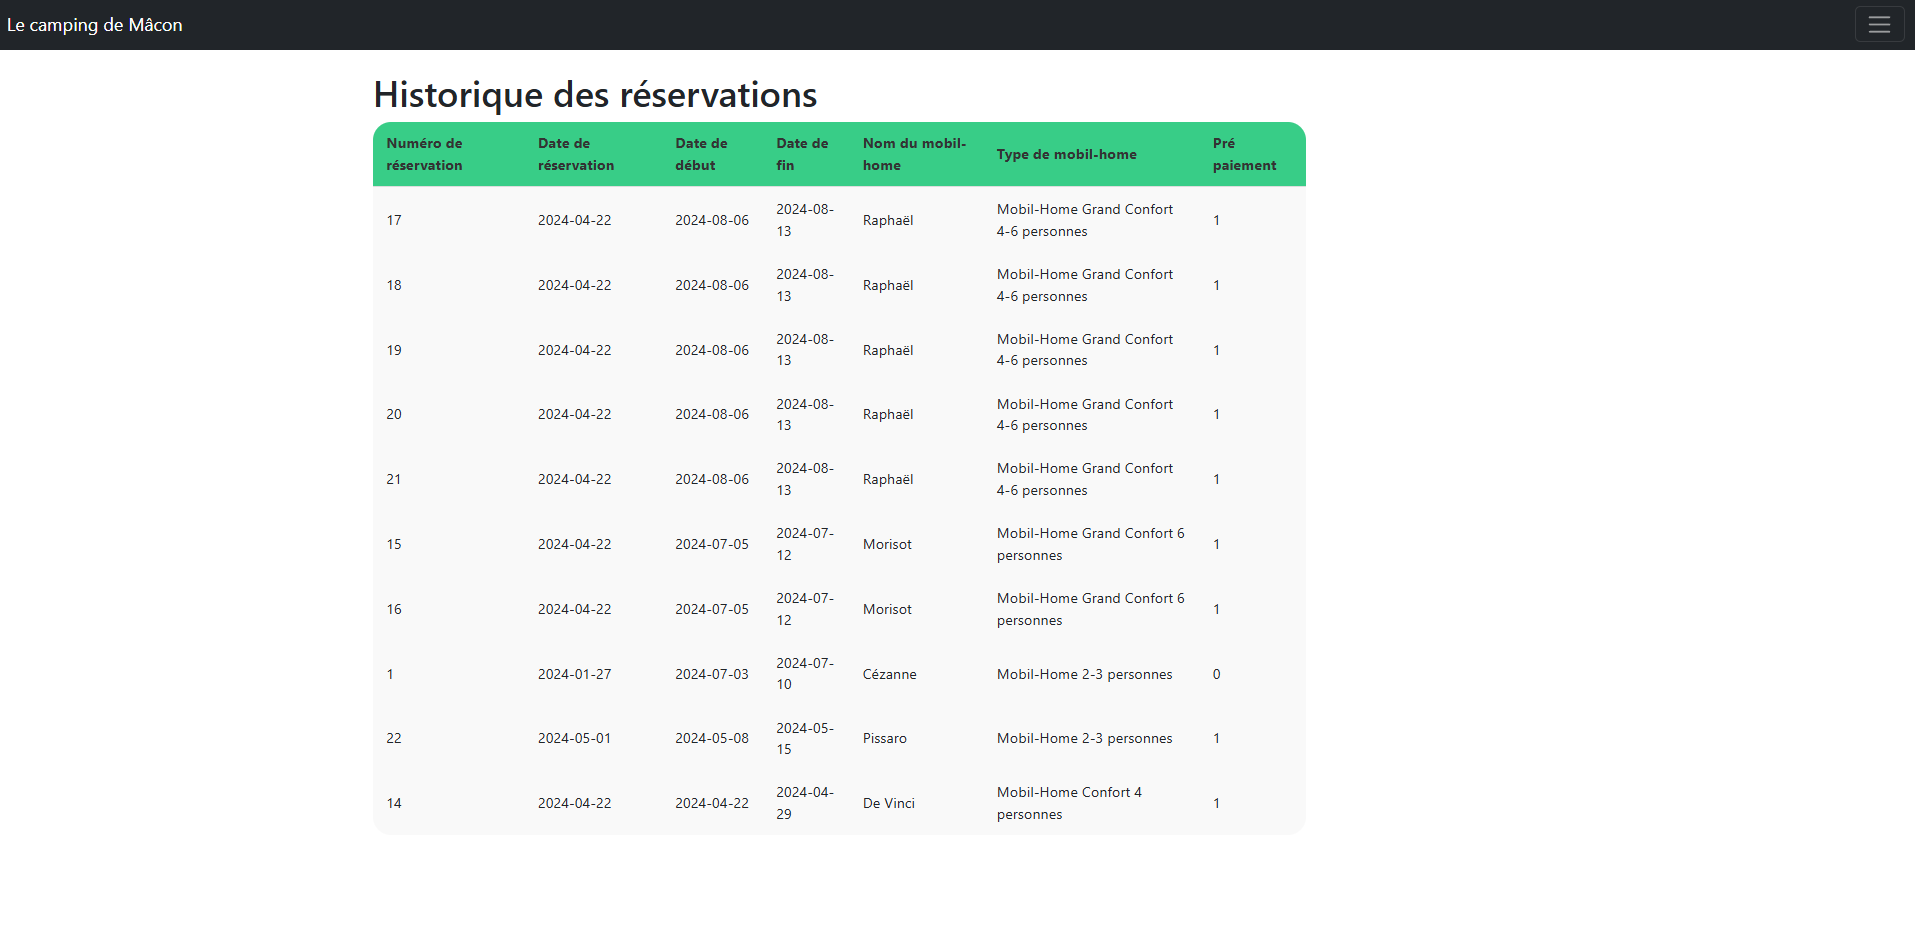 Le camping de Mâcon
Historique des réservations
Numéro de réservation Date de réservation Date de début Date de fin Nom du mobil-home Type de mobil-home Pré paiement
17 2024-04-22 2024-08-06 2024-08-13 Raphaël Mobil-Home Grand Confort 4-6 personnes 1
18 2024-04-22 2024-08-06 2024-08-13 Raphaël Mobil-Home Grand Confort 4-6 personnes 1
19 2024-04-22 2024-08-06 2024-08-13 Raphaël Mobil-Home Grand Confort 4-6 personnes 1
20 2024-04-22 2024-08-06 2024-08-13 Raphaël Mobil-Home Grand Confort 4-6 personnes 1
21 2024-04-22 2024-08-06 2024-08-13 Raphaël Mobil-Home Grand Confort 4-6 personnes 1
15 2024-04-22 2024-07-05 2024-07-12 Morisot Mobil-Home Grand Confort 6 personnes 1
16 2024-04-22 2024-07-05 2024-07-12 Morisot Mobil-Home Grand Confort 6 personnes 1
1 2024-01-27 2024-07-03 2024-07-10 Cézanne Mobil-Home 2-3 personnes 0
22 2024-05-01 2024-05-08 2024-05-15 Pissaro Mobil-Home 2-3 personnes 1
14 2024-04-22 2024-04-22 2024-04-29 De Vinci Mobil-Home Confort 4 personnes 1